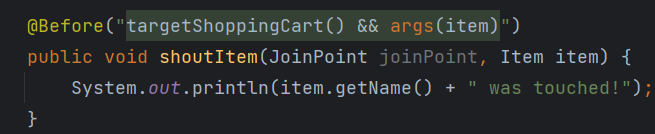 @Before("targetShoppingCart() && args(item)")
public void shoutItem(JoinPoint joinPoint, Item item) {
    System.out.println(item.getName() + " was touched!");
}